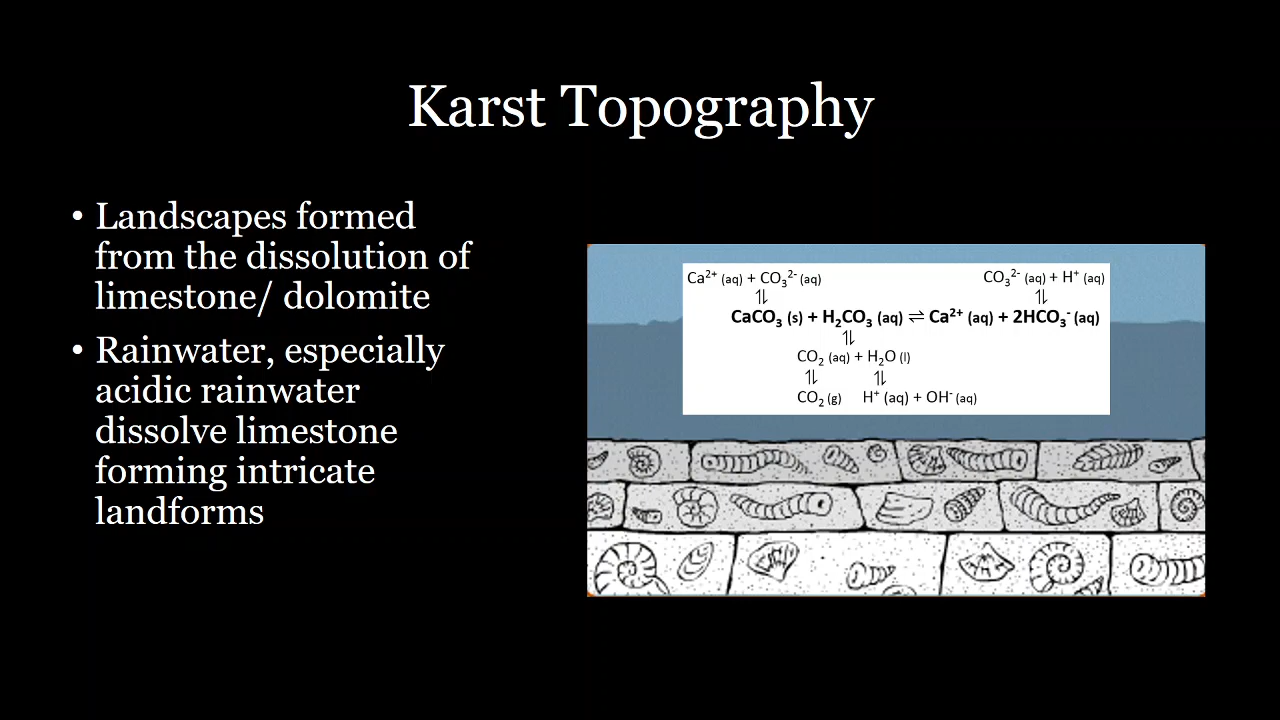 Karst Topography
• Landscapes formed
from the dissolution of
limestone/ dolomite
• Rainwater, especially
acidic rainwater
dissolve limestone
forming intricate
landforms
Ca²⁺ (aq) + CO₃²⁻ (aq)
CO₃²⁻ (aq) + H⁺ (aq)
⥮ ⥮
CaCO₃ (s) + H₂CO₃ (aq) ⇌ Ca²⁺ (aq) + 2HCO₃⁻ (aq)
⥮
CO₂ (aq) + H₂O (l)
⥮ ⥮
CO₂ (g) H⁺ (aq) + OH⁻ (aq)